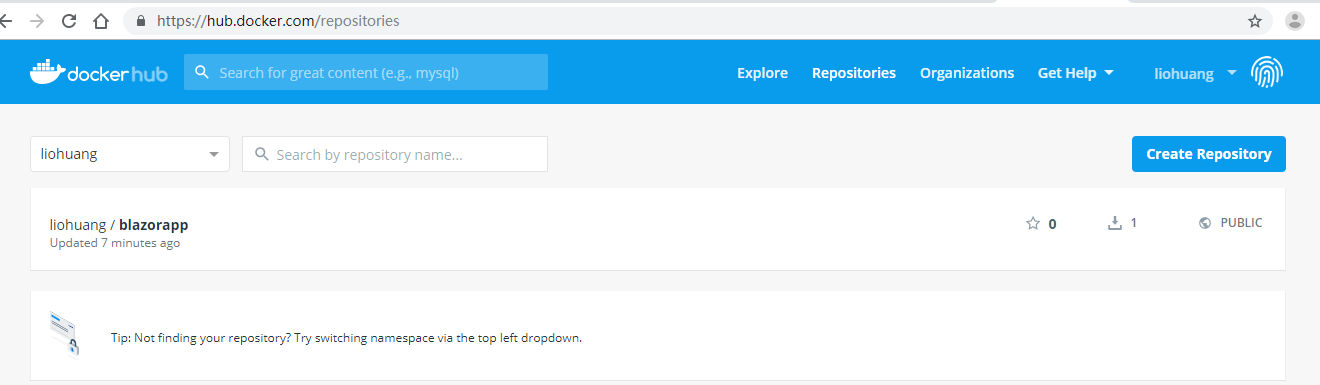 https://hub.docker.com/repositories
docker hub
Search for great content (e.g., mysql)
Explore
Repositories
Organizations
Get Help
liohuang
liohuang
Search by repository name...
Create Repository
liohuang / blazorapp
0
1
PUBLIC
Updated 7 minutes ago
Tip: Not finding your repository? Try switching namespace via the top left dropdown.